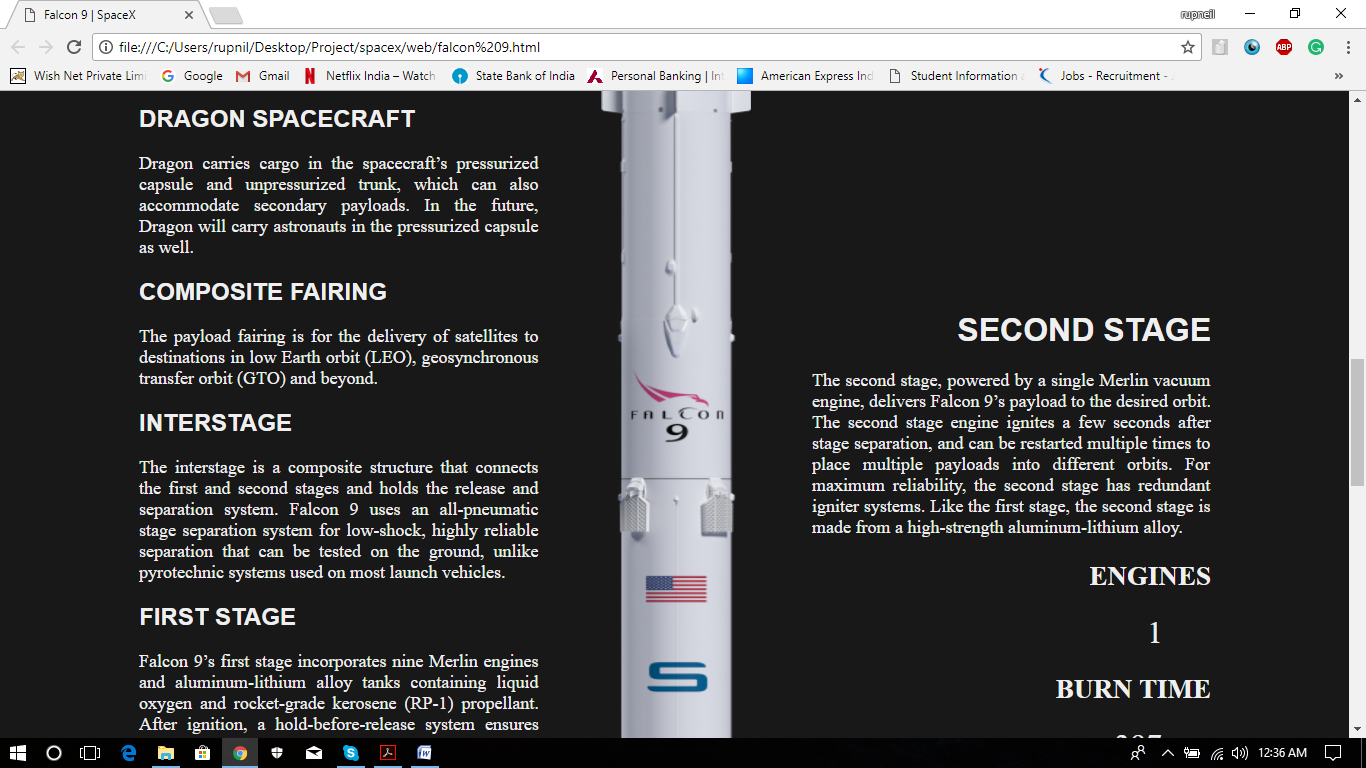 Falcon 9 | SpaceX
rupneil
file:///C:/Users/rupnil/Desktop/Project/spacex/web/falcon%209.html
ABP
Wish Net Private Lim
Google
Gmail
Netflix India – Watch
State Bank of India
Personal Banking | Int
American Express Ind
Student Information
Jobs - Recruitment -
DRAGON SPACECRAFT
Dragon carries cargo in the spacecraft’s pressurized
capsule and unpressurized trunk, which can also
accommodate secondary payloads. In the future,
Dragon will carry astronauts in the pressurized capsule
as well.
COMPOSITE FAIRING
The payload fairing is for the delivery of satellites to
destinations in low Earth orbit (LEO), geosynchronous
transfer orbit (GTO) and beyond.
INTERSTAGE
The interstage is a composite structure that connects
the first and second stages and holds the release and
separation system. Falcon 9 uses an all-pneumatic
stage separation system for low-shock, highly reliable
separation that can be tested on the ground, unlike
pyrotechnic systems used on most launch vehicles.
FIRST STAGE
Falcon 9’s first stage incorporates nine Merlin engines
and aluminum-lithium alloy tanks containing liquid
oxygen and rocket-grade kerosene (RP-1) propellant.
After ignition, a hold-before-release system ensures
FALCON
9
S
SECOND STAGE
The second stage, powered by a single Merlin vacuum
engine, delivers Falcon 9’s payload to the desired orbit.
The second stage engine ignites a few seconds after
stage separation, and can be restarted multiple times to
place multiple payloads into different orbits. For
maximum reliability, the second stage has redundant
igniter systems. Like the first stage, the second stage is
made from a high-strength aluminum-lithium alloy.
ENGINES
1
BURN TIME
12:36 AM